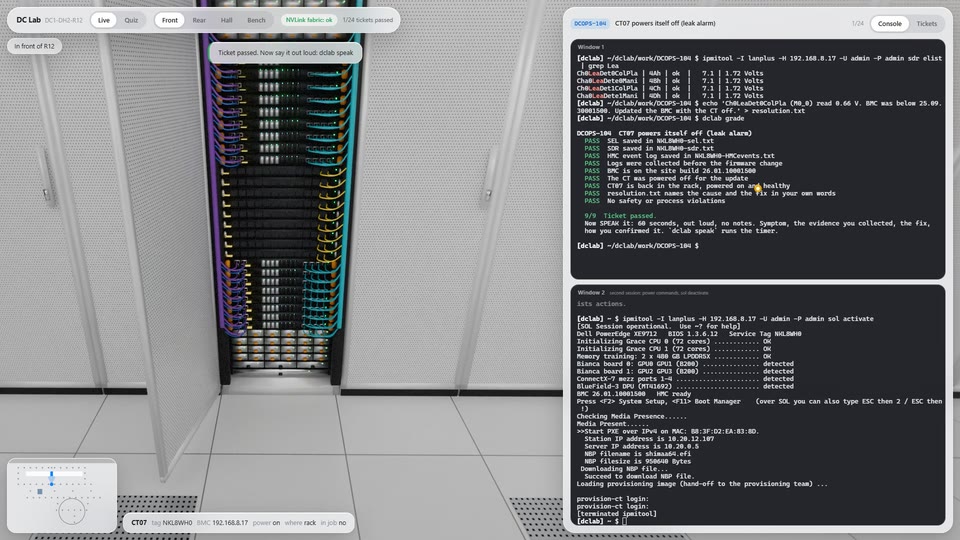 DC Lab DC1-DH2-R12 Live Quiz Front Rear Hall Bench NVLink fabric: ok 1/24 tickets passed
In front of R12
Ticket passed. Now say it out loud: dclab speak
DCOPS-104 CT07 powers itself off (leak alarm) 1/24 Console Tickets
Window 1
[dclab] ~/dclab/work/DCOPS-104 $ ipmitool -I lanplus -H 192.168.8.17 -U admin -P admin sdr elist
| grep Lea
Ch0LeaDet0ColPla | 4Ah | ok | 7.1 | 1.72 Volts
Cha0LeaDete0Mani | 4Bh | ok | 7.1 | 1.72 Volts
Ch0LeaDet1ColPla | 4Ch | ok | 7.1 | 1.72 Volts
Cha0LeaDete1Mani | 4Dh | ok | 7.1 | 1.72 Volts
[dclab] ~/dclab/work/DCOPS-104 $ echo 'Ch0LeaDet0ColPla (M0_0) read 0.66 V. BMC was below 25.09.
30001500. Updated the BMC with the CT off.' > resolution.txt
[dclab] ~/dclab/work/DCOPS-104 $ dclab grade
DCOPS-104 CT07 powers itself off (leak alarm)
PASS SEL saved in NKL8WH0-sel.txt
PASS SDR saved in NKL8WH0-sdr.txt
PASS HMC event log saved in NKL8WH0-HMCevents.txt
PASS Logs were collected before the firmware change
PASS BMC is on the site build 26.01.10001500
PASS The CT was powered off for the update
PASS CT07 is back in the rack, powered on and healthy
PASS resolution.txt names the cause and the fix in your own words
PASS No safety or process violations
9/9 Ticket passed.
Now SPEAK it: 60 seconds, out loud, no notes. Symptom, the evidence you collected, the fix,
how you confirmed it. `dclab speak` runs the timer.
[dclab] ~/dclab/work/DCOPS-104 $
Window 2 second session: power commands, sol deactivate
ists actions.
[dclab] ~ $ ipmitool -I lanplus -H 192.168.8.17 -U admin -P admin sol activate
[SOL Session operational. Use ~? for help]
Dell PowerEdge XE9712 BIOS 1.3.6.12 Service Tag NKL8WH0
Initializing Grace CPU 0 (72 cores) ............ OK
Initializing Grace CPU 1 (72 cores) ............ OK
Memory training: 2 x 480 GB LPDDR5X ............ OK
Bianca board 0: GPU0 GPU1 (B200) ............... detected
Bianca board 1: GPU2 GPU3 (B200) ............... detected
ConnectX-7 mezz ports 1-4 ...................... detected
BlueField-3 DPU (MT41692) ...................... detected
BMC 26.01.10001500 HMC ready
Press <F2> System Setup, <F11> Boot Manager (over SOL you can also type ESC then 2 / ESC then
!)
Checking Media Presence......
Media Present......
>>Start PXE over IPv4 on MAC: B8:3F:D2:EA:83:8D.
Station IP address is 10.20.12.107
Server IP address is 10.20.0.5
NBP filename is shimaa64.efi
NBP filesize is 950640 Bytes
Downloading NBP file...
Succeed to download NBP file.
Loading provisioning image (hand-off to the provisioning team) ...
provision-ct login:
provision-ct login:
[terminated ipmitool]
[dclab] ~ $
CT07 tag NKL8WH0 BMC 192.168.8.17 power on where rack in job no